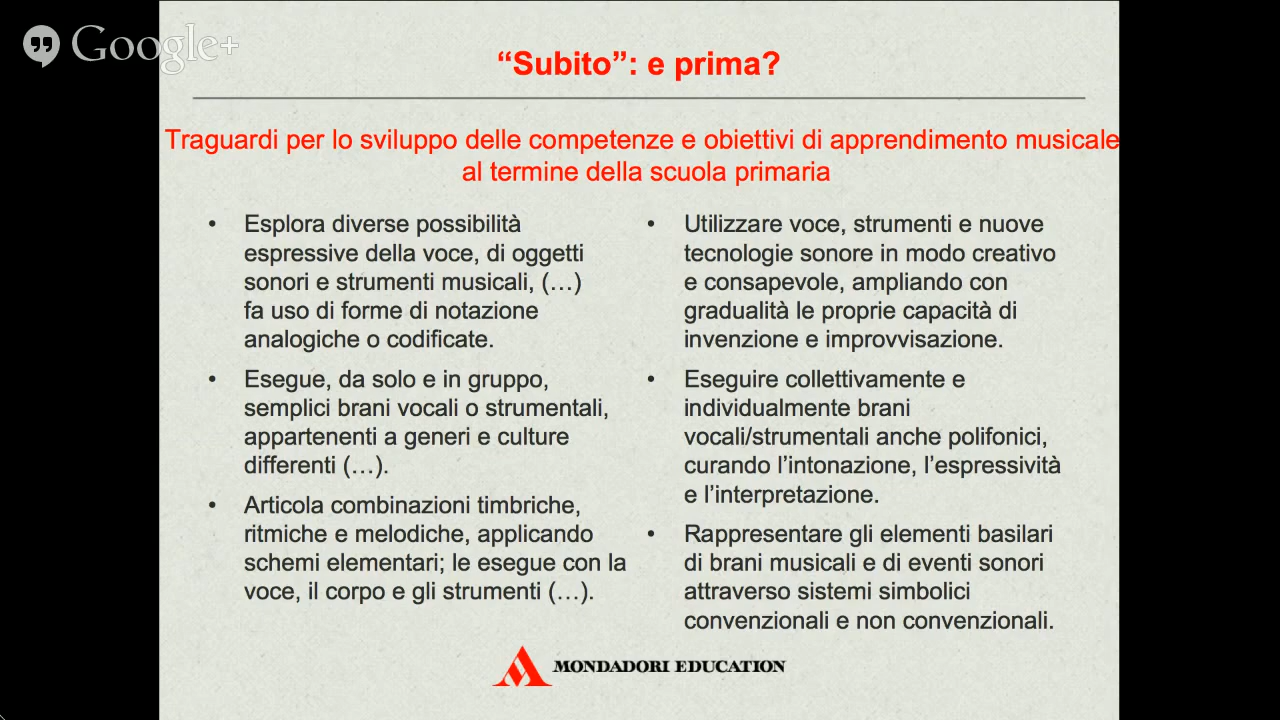 Google+
“Subito”: e prima?
Traguardi per lo sviluppo delle competenze e obiettivi di apprendimento musicale
al termine della scuola primaria
• Esplora diverse possibilità
espressive della voce, di oggetti
sonori e strumenti musicali, (…)
fa uso di forme di notazione
analogiche o codificate.
• Esegue, da solo e in gruppo,
semplici brani vocali o strumentali,
appartenenti a generi e culture
differenti (…).
• Articola combinazioni timbriche,
ritmiche e melodiche, applicando
schemi elementari; le esegue con la
voce, il corpo e gli strumenti (…).
• Utilizzare voce, strumenti e nuove
tecnologie sonore in modo creativo
e consapevole, ampliando con
gradualità le proprie capacità di
invenzione e improvvisazione.
• Eseguire collettivamente e
individualmente brani
vocali/strumentali anche polifonici,
curando l’intonazione, l’espressività
e l’interpretazione.
• Rappresentare gli elementi basilari
di brani musicali e di eventi sonori
attraverso sistemi simbolici
convenzionali e non convenzionali.
MONDADORI EDUCATION